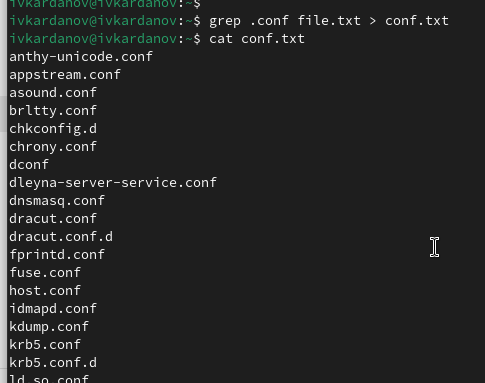 ivkardanov@ivkardanov:~$
ivkardanov@ivkardanov:~$ grep .conf file.txt > conf.txt
ivkardanov@ivkardanov:~$ cat conf.txt
anthy-unicode.conf
appstream.conf
asound.conf
brltty.conf
chkconfig.d
chrony.conf
dconf
dleyna-server-service.conf
dnsmasq.conf
dracut.conf
dracut.conf.d
fprintd.conf
fuse.conf
host.conf
idmapd.conf
kdump.conf
krb5.conf
krb5.conf.d
ld.so.conf